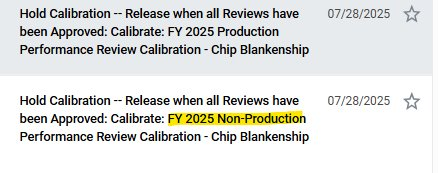 Hold Calibration -- Release when all Reviews have 07/28/2025
been Approved: Calibrate: FY 2025 Production
Performance Review Calibration - Chip Blankenship
Hold Calibration -- Release when all Reviews have 07/28/2025
been Approved: Calibrate: FY 2025 Non-Production
Performance Review Calibration - Chip Blankenship